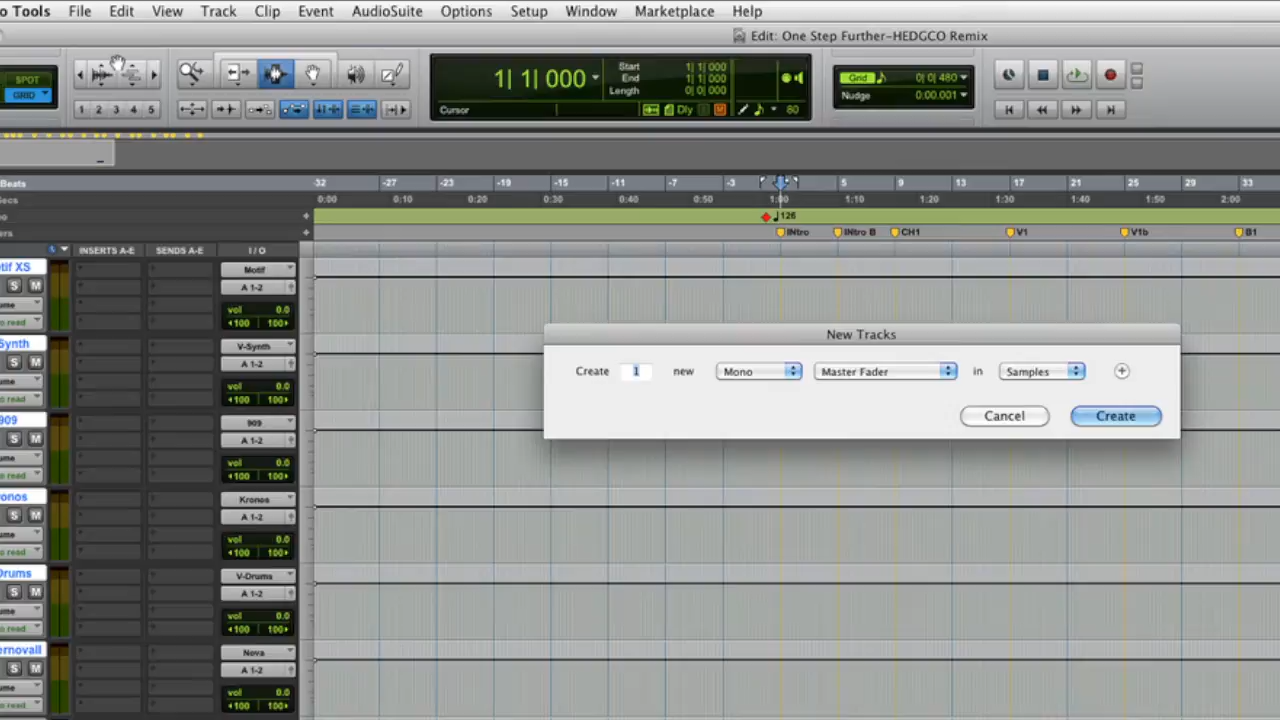 o Tools File Edit View Track Clip Event AudioSuite Options Setup Window Marketplace Help
Edit: One Step Further-HEDGCO Remix
SPOT
GRID
1 2 3 4 5
1| 1| 000
Start 1| 1| 000
End 1| 1| 000
Length 0| 0| 000
Cursor
Dly
80
Grid 0| 0| 480
Nudge 0:00.001
Beats
-32 -27 -23 -19 -15 -11 -7 -3 5 9 13 17 21 25 29 33
Secs
0:00 0:10 0:20 0:30 0:40 0:50 1:00 1:10 1:20 1:30 1:40 1:50 2:00
126
INtro INtro B CH1 V1 V1b B1
INSERTS A-E SENDS A-E I / O
tif XS
S M
ume
o read
Motif
A 1-2
vol 0.0
100 100
Synth
S M
ume
o read
V-Synth
A 1-2
vol 0.0
100 100
909
S M
ume
o read
909
A 1-2
vol 0.0
100 100
ronos
S M
ume
o read
Kronos
A 1-2
vol 0.0
100 100
Drums
S M
ume
o read
V-Drums
A 1-2
vol 0.0
100 100
ernovall
S M
ume
o read
Nova
A 1-2
vol 0.0
100 100
New Tracks
Create 1 new Mono Master Fader in Samples
Cancel Create